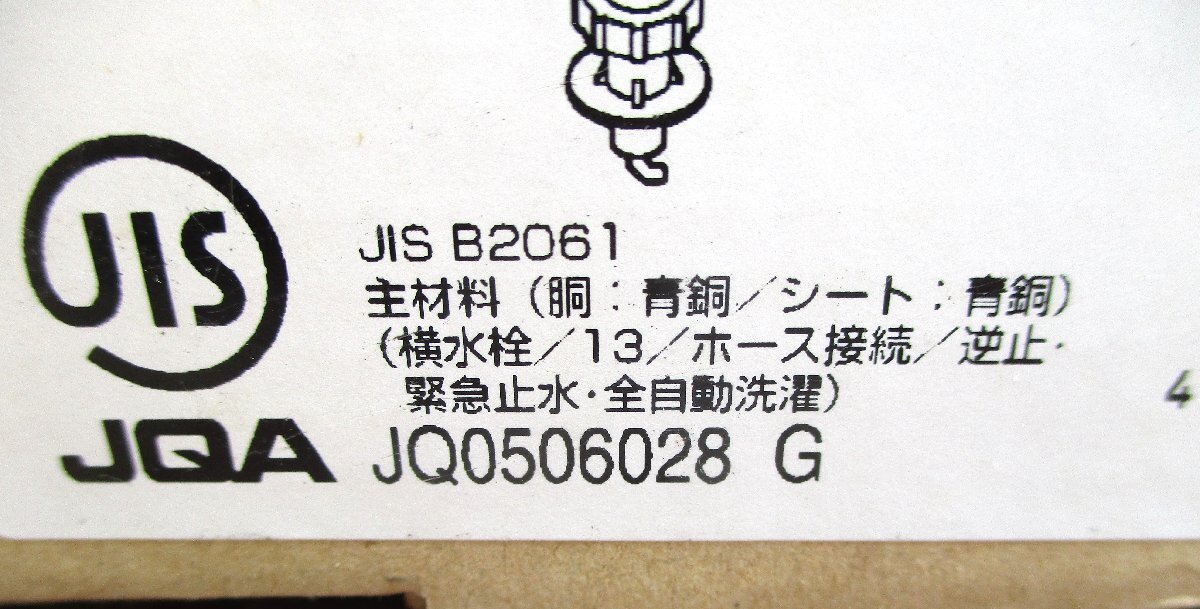 JIS
JIS B2061
主材料（胴：青銅／シート：青銅）
（横水栓／13／ホース接続／逆止・
緊急止水・全自動洗濯）
4
JQA JQ0506028 G